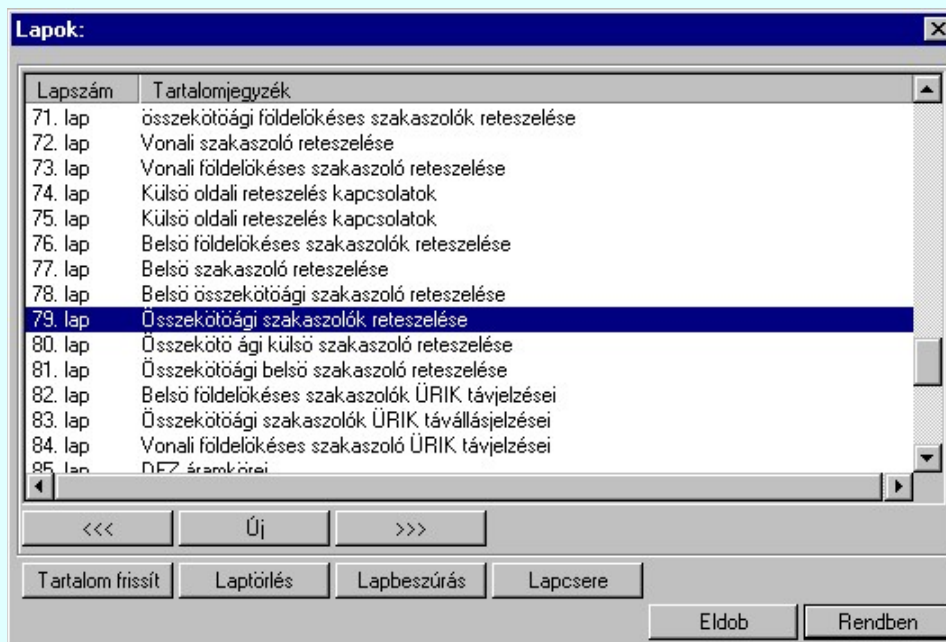 Lapok:
Lapszám Tartalomjegyzék
71. lap összekötöági földelökéses szakaszolók reteszelése
72. lap Vonali szakaszoló reteszelése
73. lap Vonali földelökéses szakaszoló reteszelése
74. lap Külsö oldali reteszelés kapcsolatok
75. lap Külsö oldali reteszelés kapcsolatok
76. lap Belsö földelökéses szakaszolók reteszelése
77. lap Belsö szakaszoló reteszelése
78. lap Belsö összekötöági szakaszoló reteszelése
79. lap Összekötöági szakaszolók reteszelése
80. lap Összekötö ági külsö szakaszoló reteszelése
81. lap Összekötöági belsö szakaszoló reteszelése
82. lap Belsö földelökéses szakaszolók ÜRIK távjelzései
83. lap Összekötöági szakaszolók ÜRIK távállásjelzései
84. lap Vonali földelökéses szakaszoló ÜRIK távjelzései
85. lap DEZ áramkörei
<<< Új >>>
Tartalom frissít Laptörlés Lapbeszúrás Lapcsere
Eldob Rendben